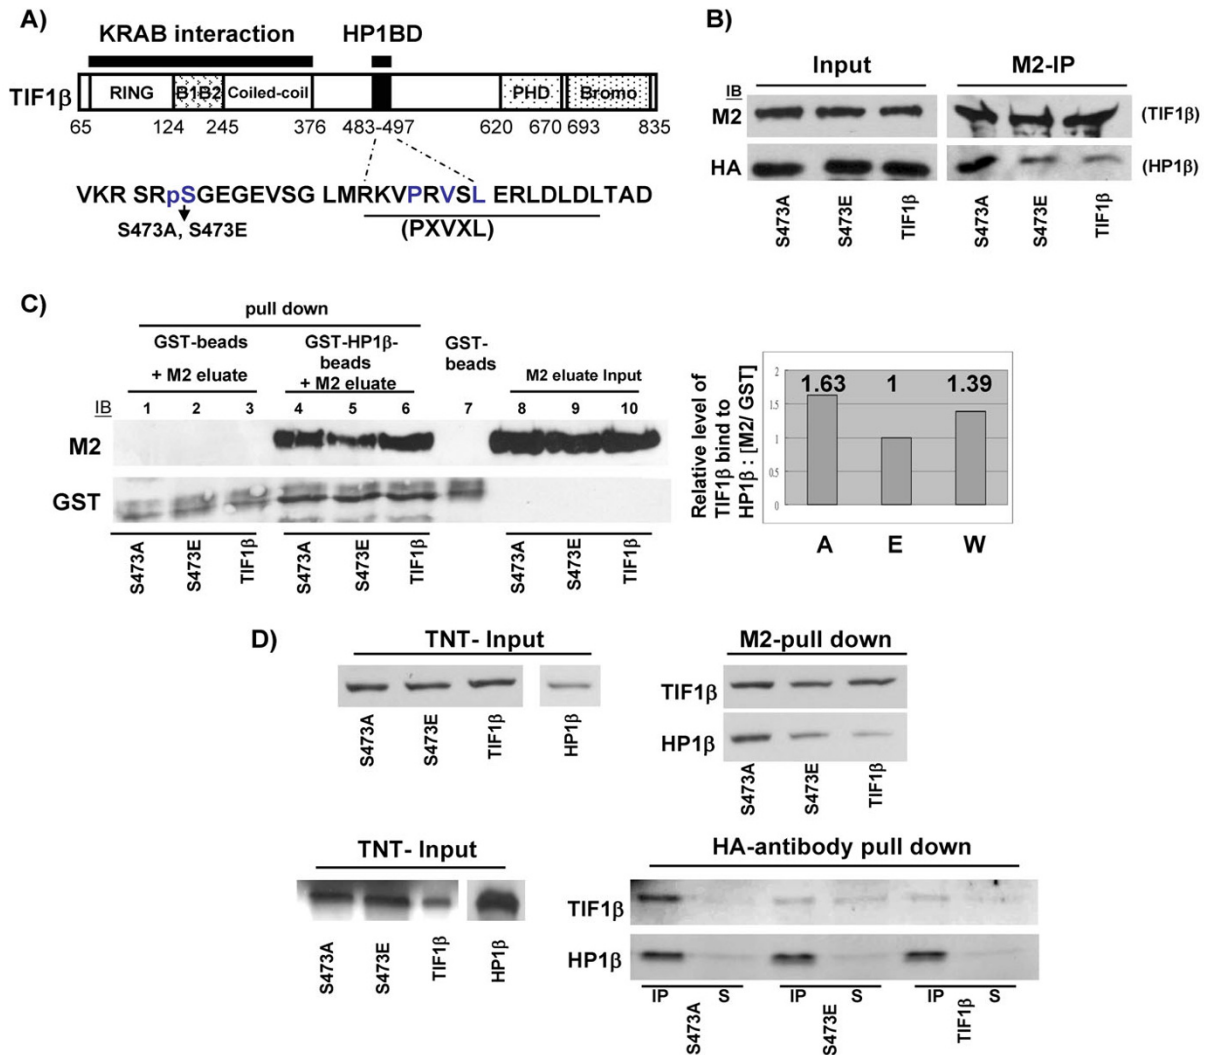 A)
KRAB interaction HP1BD
TIF1β RING B1 B2 Coiled-coil PHD Bromo
65 124 245 376 483-497 620 670 693 835
VKR SRpSGEGEVSG LMRKVPRVSL ERLDLDLTAD
S473A, S473E (PXVXL)
B)
Input M2-IP
IB
M2 (TIF1β)
HA (HP1β)
S473A S473E TIF1β S473A S473E TIF1β
C)
pull down
GST-beads + M2 eluate
GST-HP1β-beads + M2 eluate
GST-beads
M2 eluate Input
IB 1 2 3 4 5 6 7 8 9 10
M2
GST
S473A S473E TIF1β S473A S473E TIF1β S473A S473E TIF1β
Relative level of
TIF1β bind to
HP1β : [M2/ GST]
2
1.5
1
0.5
0
1.63 1 1.39
A E W
D)
TNT- Input
S473A S473E TIF1β HP1β
M2-pull down
TIF1β
HP1β
S473A S473E TIF1β
TNT- Input
S473A S473E TIF1β HP1β
HA-antibody pull down
TIF1β
HP1β
IP S IP S IP S
S473A S473E TIF1β